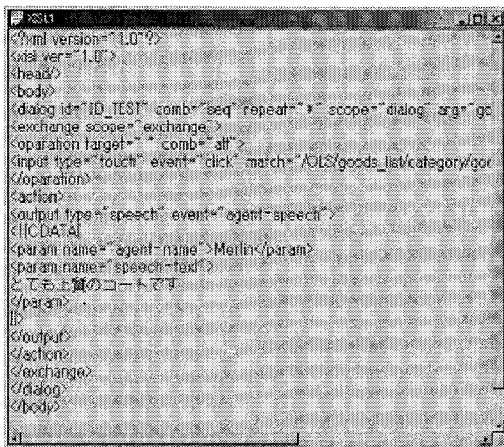 XISL1
<?xml version="1.0"?>
<xisl ver="1.0">
<head/>
<body>
<dialog id="ID_TEST" comb="seq" repeat="*" scope="dialog" arg="go
<exchange scope="exchange">
<oparation target=" " comb="alt">
<input type="touch" event="click" match="/OLS/goods_list/category/goo
</oparation>
<action>
<output type="speech" event="agent-speech">
<![CDATA[
<param name="agent-name">Merlin</param>
<param name="speech-text">
とても上質のコートです
</param>
]]>
</output>
</action>
</exchange>
</dialog>
</body>